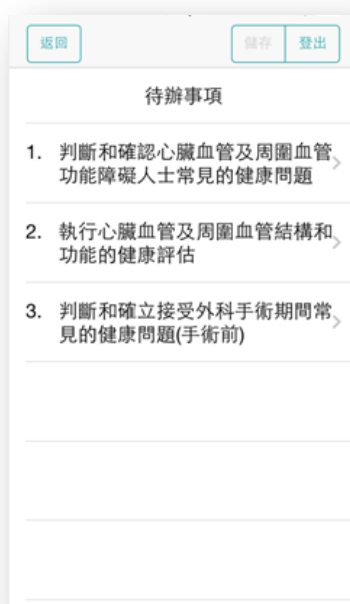 返回 儲存 登出
待辦事項
1. 判斷和確認心臟血管及周圍血管
功能障礙人士常見的健康問題
2. 執行心臟血管及周圍血管結構和
功能的健康評估
3. 判斷和確立接受外科手術期間常
見的健康問題(手術前)